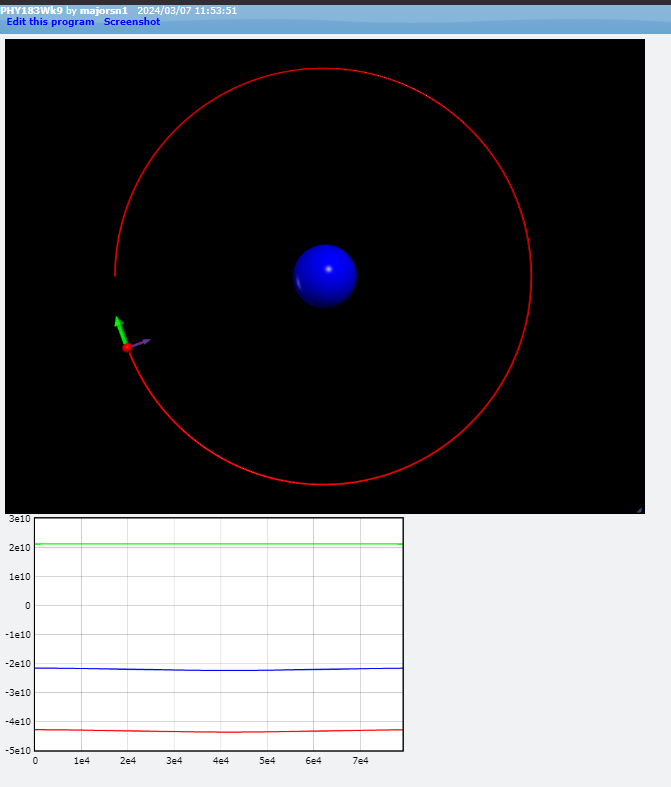 PHY183Wk9 by majorsn1 2024/03/07 11:53:51
Edit this program Screenshot
3e10
2e10
1e10
0
-1e10
-2e10
-3e10
-4e10
-5e10
0 1e4 2e4 3e4 4e4 5e4 6e4 7e4